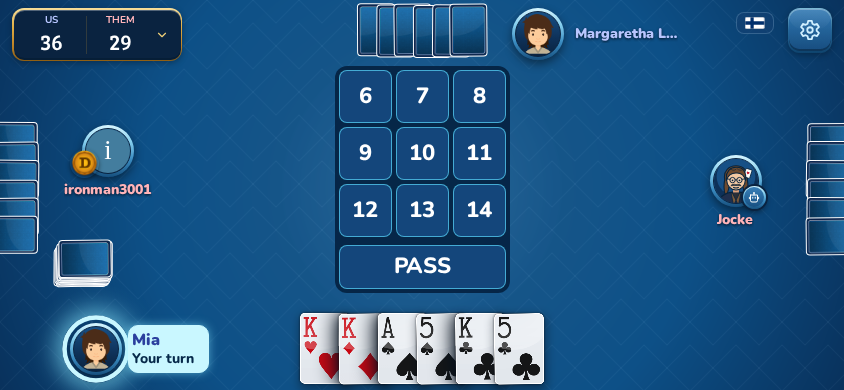 US
THEM
36
29
Margaretha L...
6
7
8
9
10
11
12
13
14
PASS
D
i
ironman3001
Jocke
Mia
Your turn
K
K
A
5
K
5